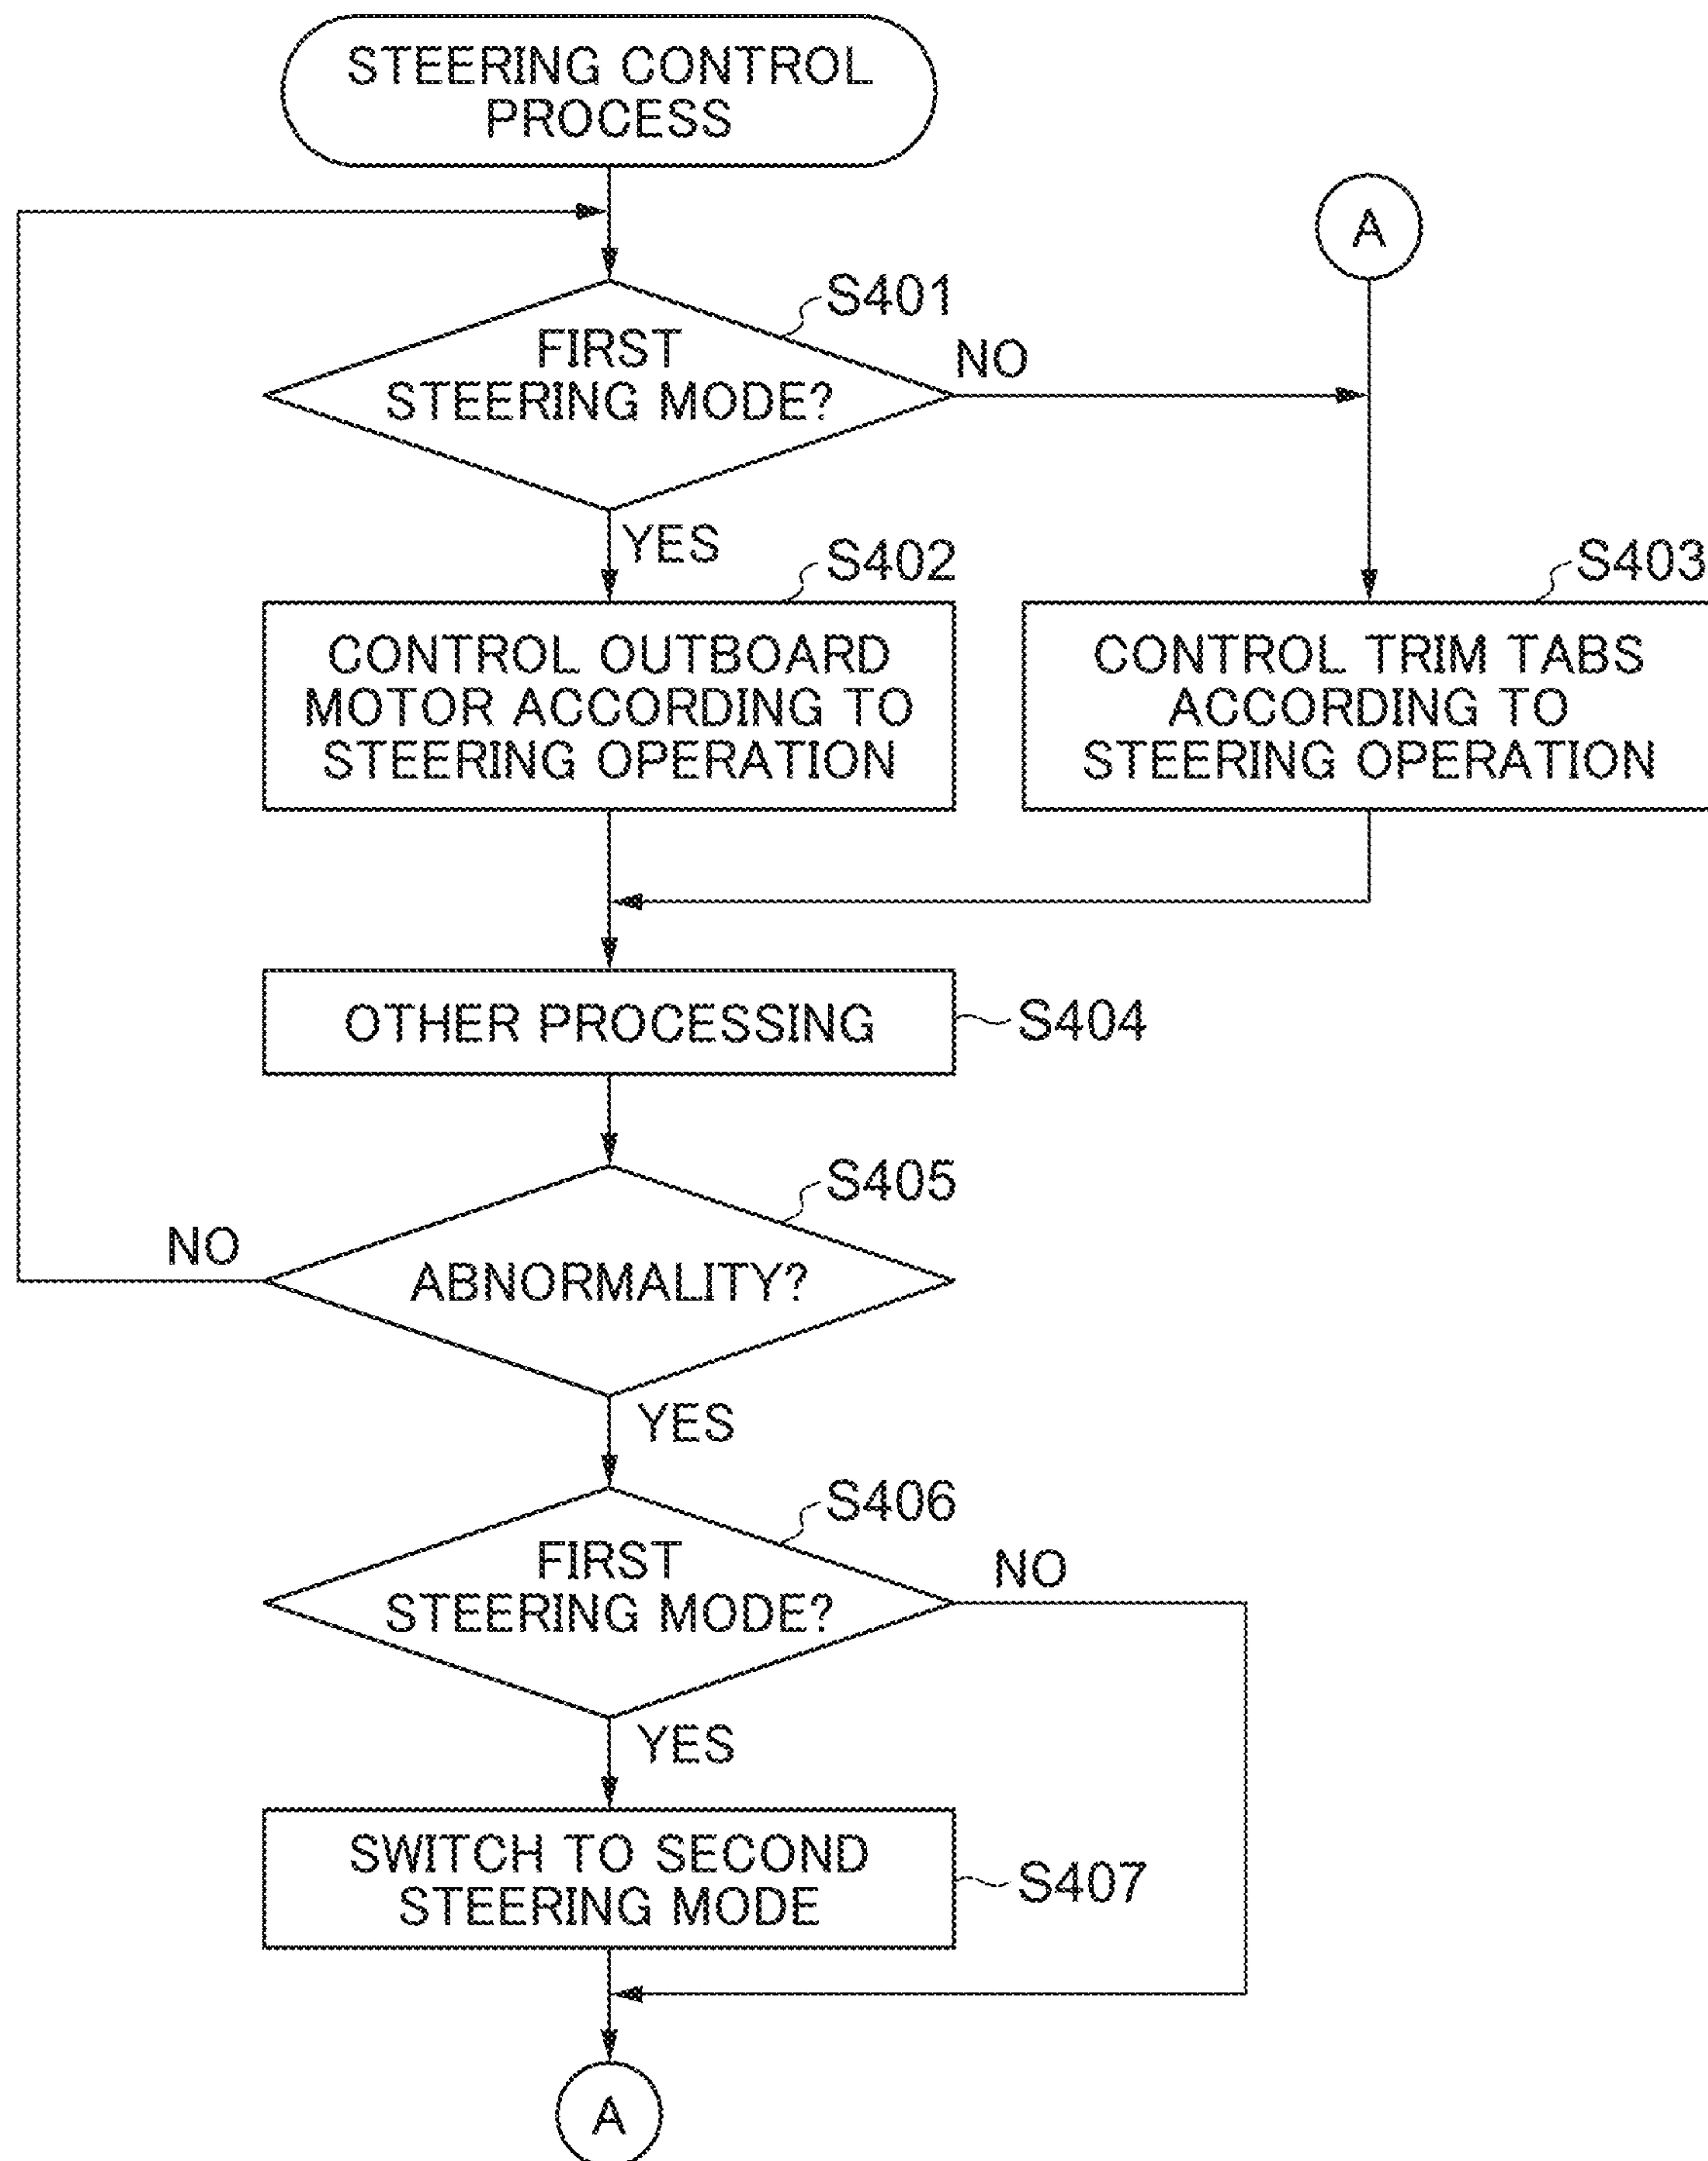 STEERING CONTROL
PROCESS
A
S401
FIRST
STEERING MODE?
NO
YES
S402
S403
CONTROL OUTBOARD
MOTOR ACCORDING TO
STEERING OPERATION
CONTROL TRIM TABS
ACCORDING TO
STEERING OPERATION
OTHER PROCESSING
S404
S405
NO
ABNORMALITY?
YES
S406
FIRST
STEERING MODE?
NO
YES
SWITCH TO SECOND
STEERING MODE
S407
A